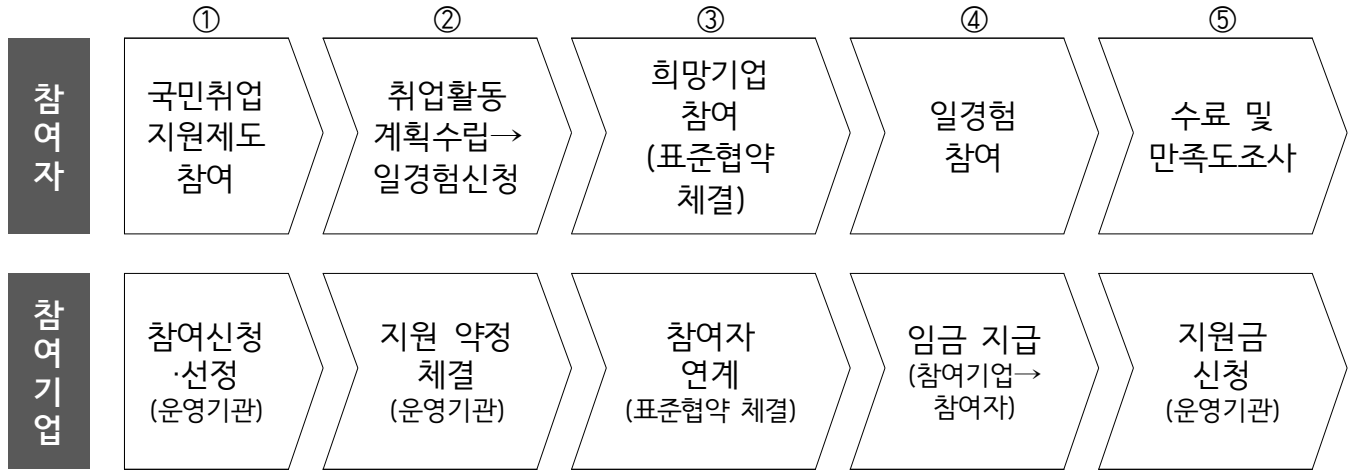 ① ② ③ ④ ⑤
참여자
국민취업
지원제도
참여
취업활동
계획수립→
일경험신청
희망기업
참여
(표준협약
체결)
일경험
참여
수료 및
만족도조사
참여기업
참여신청
·선정
(운영기관)
지원 약정
체결
(운영기관)
참여자
연계
(표준협약 체결)
임금 지급
(참여기업→
참여자)
지원금
신청
(운영기관)